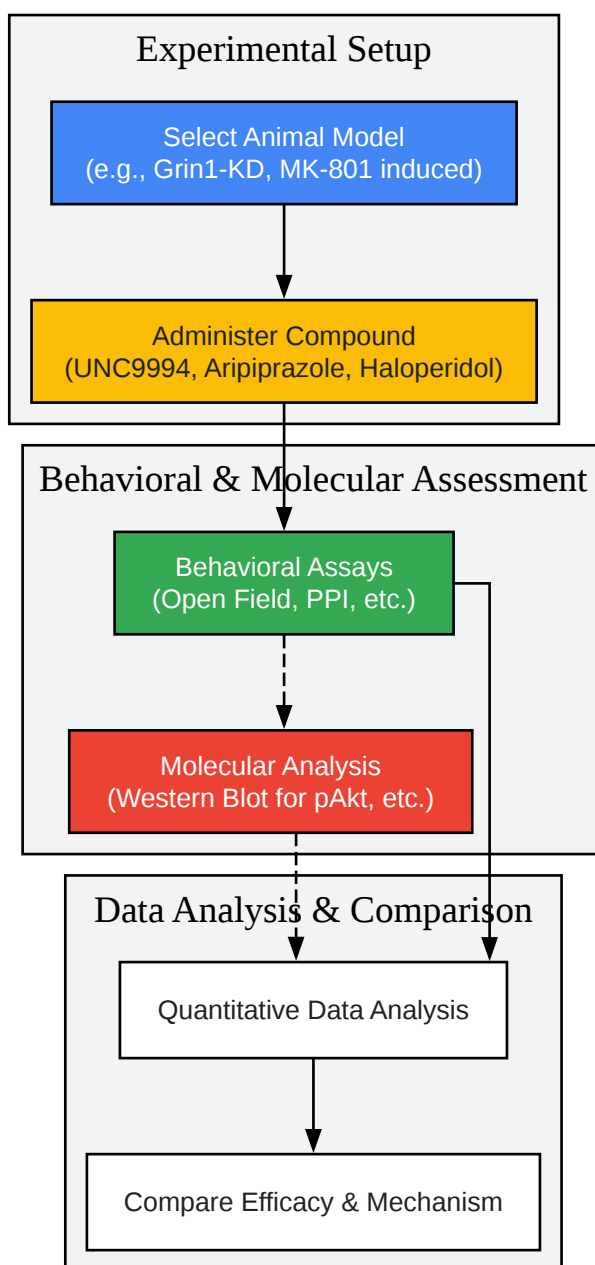 Experimental Setup
Select Animal Model
(e.g., Grin1-KD, MK-801 induced)
Administer Compound
(UNC9994, Aripiprazole, Haloperidol)
Behavioral & Molecular Assessment
Behavioral Assays
(Open Field, PPI, etc.)
Molecular Analysis
(Western Blot for pAkt, etc.)
Data Analysis & Comparison
Quantitative Data Analysis
Compare Efficacy & Mechanism